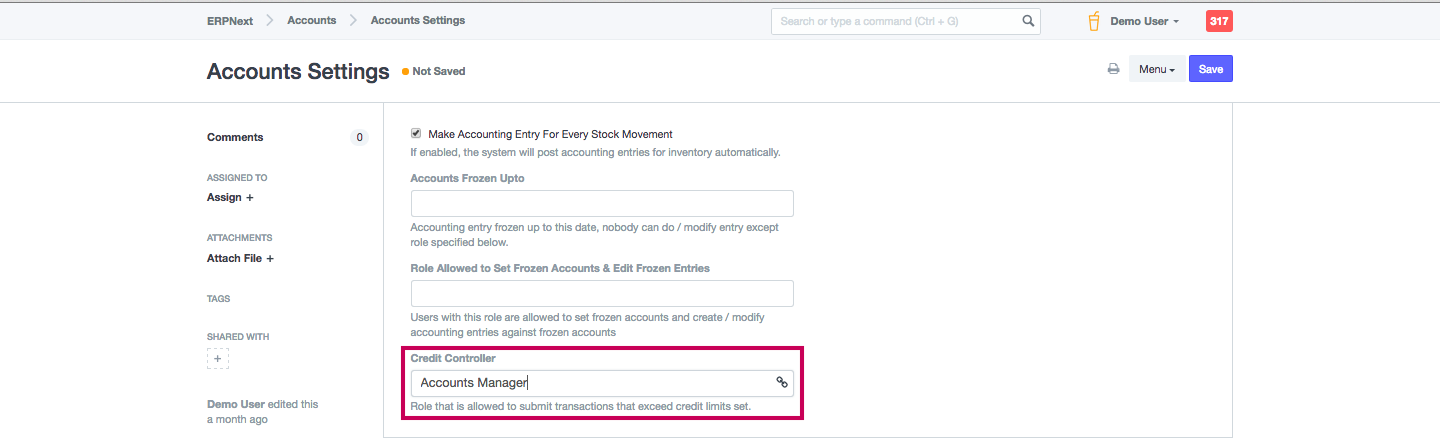 ERPNext Accounts Accounts Settings Search or type a command (Ctrl + G) Demo User 317
Accounts Settings Not Saved Menu Save
Comments 0
ASSIGNED TO
Assign +
ATTACHMENTS
Attach File +
TAGS
SHARED WITH
+
Demo User edited this
a month ago
Make Accounting Entry For Every Stock Movement
If enabled, the system will post accounting entries for inventory automatically.
Accounts Frozen Upto
Accounting entry frozen up to this date, nobody can do / modify entry except
role specified below.
Role Allowed to Set Frozen Accounts & Edit Frozen Entries
Users with this role are allowed to set frozen accounts and create / modify
accounting entries against frozen accounts
Credit Controller
Accounts Manager
Role that is allowed to submit transactions that exceed credit limits set.